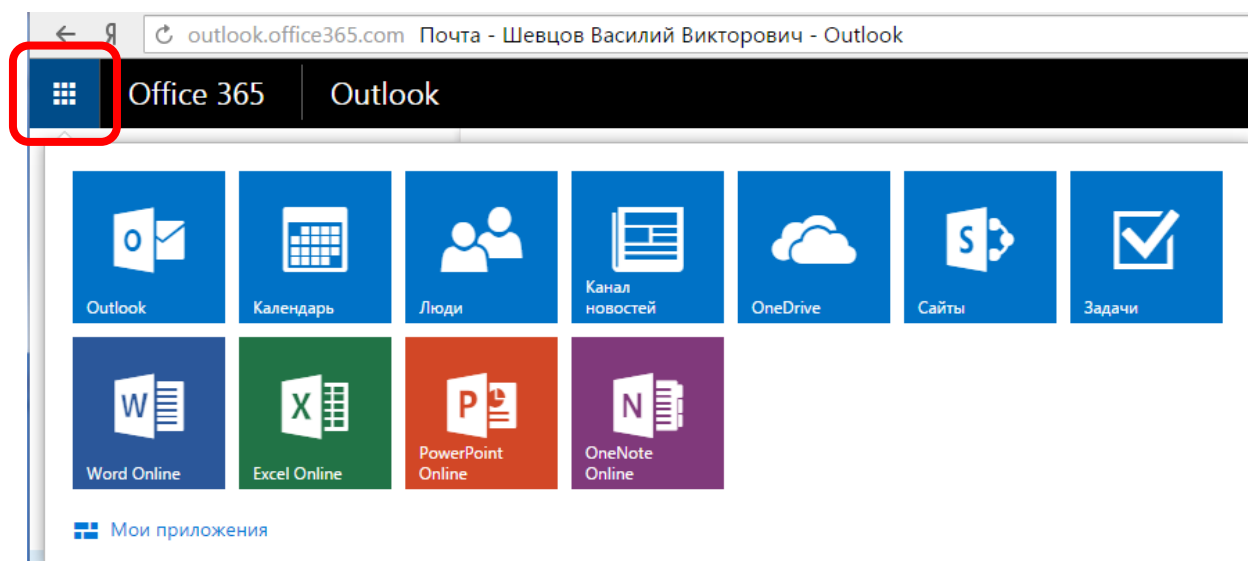 Я outlook.office365.com Почта - Шевцов Василий Викторович - Outlook
Office 365 Outlook
Outlook
Календарь
Люди
Канал
новостей
OneDrive
Сайты
Задачи
Word Online
Excel Online
PowerPoint
Online
OneNote
Online
Мои приложения